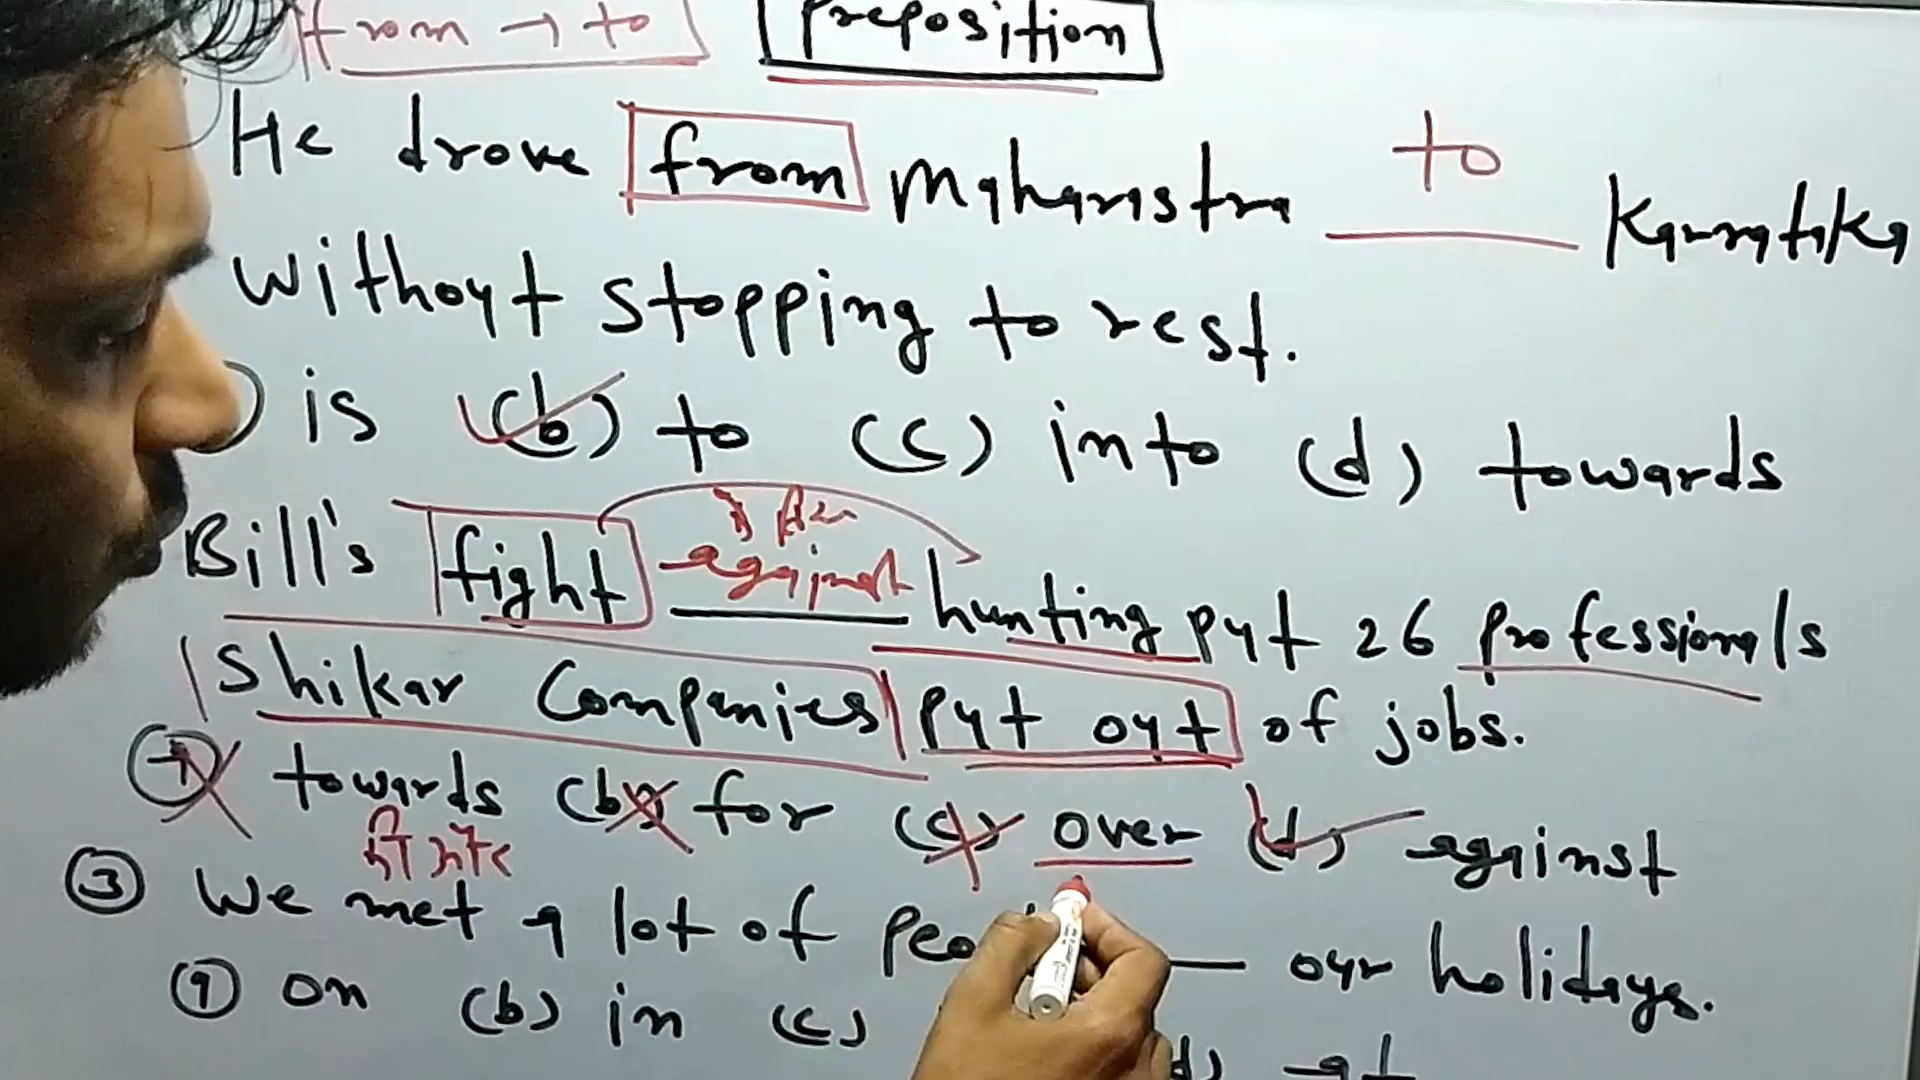 from → to preposition
He drove from Maharastra to Karnataka
without stopping to rest.
) is (b) to (c) into (d) towards
Bill's fight against hunting put 26 professionals
Shikar Companies put out of jobs.
(a) towards (b) for (c) over (d) against
(3) We met a lot of peo — our holidays.
(a) on (b) in (c) d) at